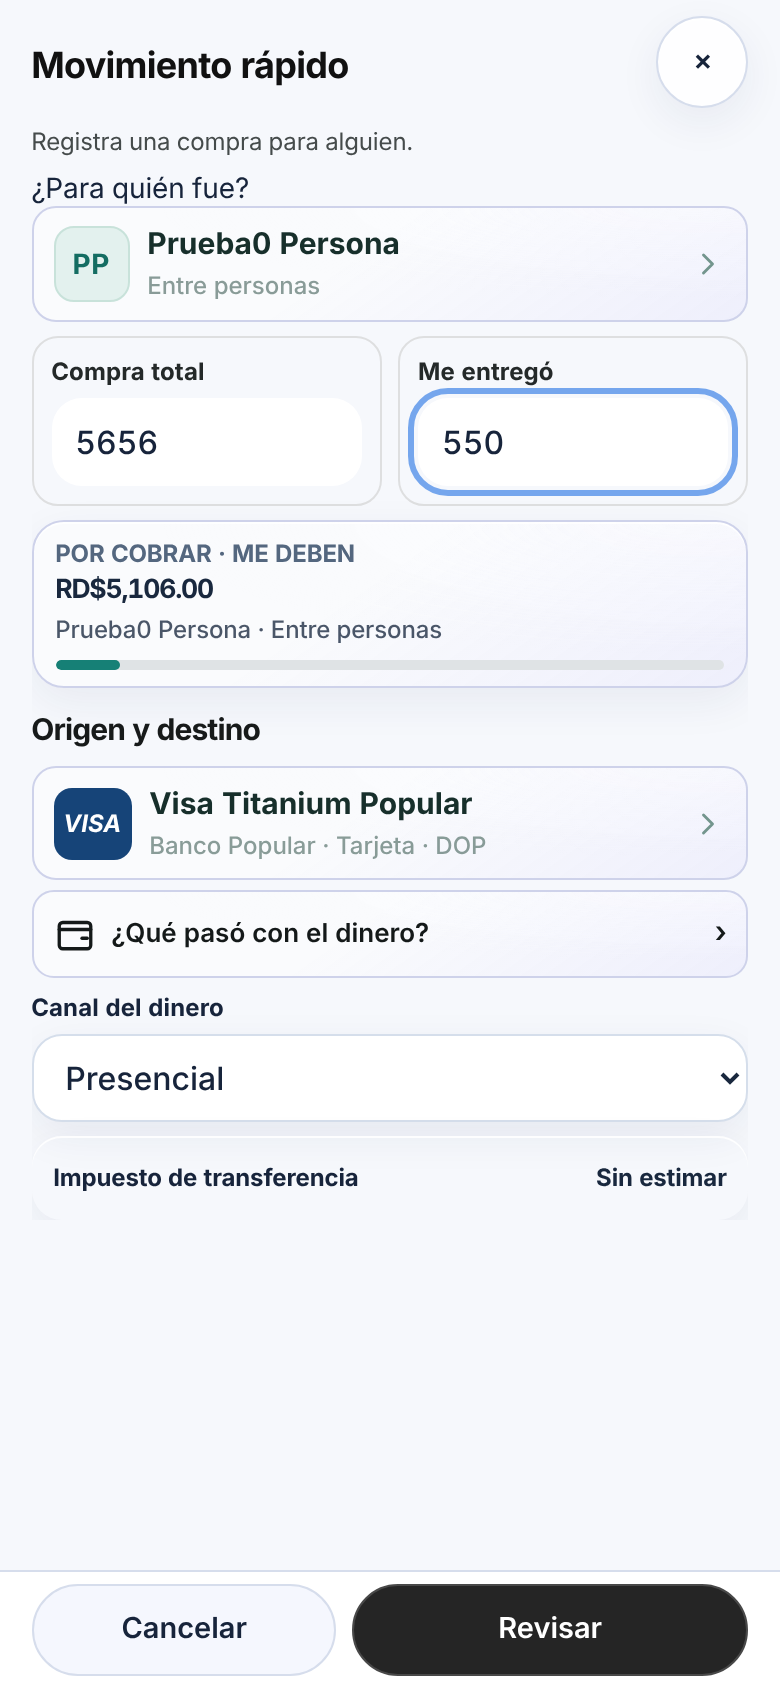 Movimiento rápido
×
Registra una compra para alguien.
¿Para quién fue?
PP
Prueba0 Persona
Entre personas
Compra total
5656
Me entregó
550
POR COBRAR · ME DEBEN
RD$5,106.00
Prueba0 Persona · Entre personas
Origen y destino
VISA
Visa Titanium Popular
Banco Popular · Tarjeta · DOP
¿Qué pasó con el dinero?
Canal del dinero
Presencial
Impuesto de transferencia Sin estimar
Cancelar Revisar